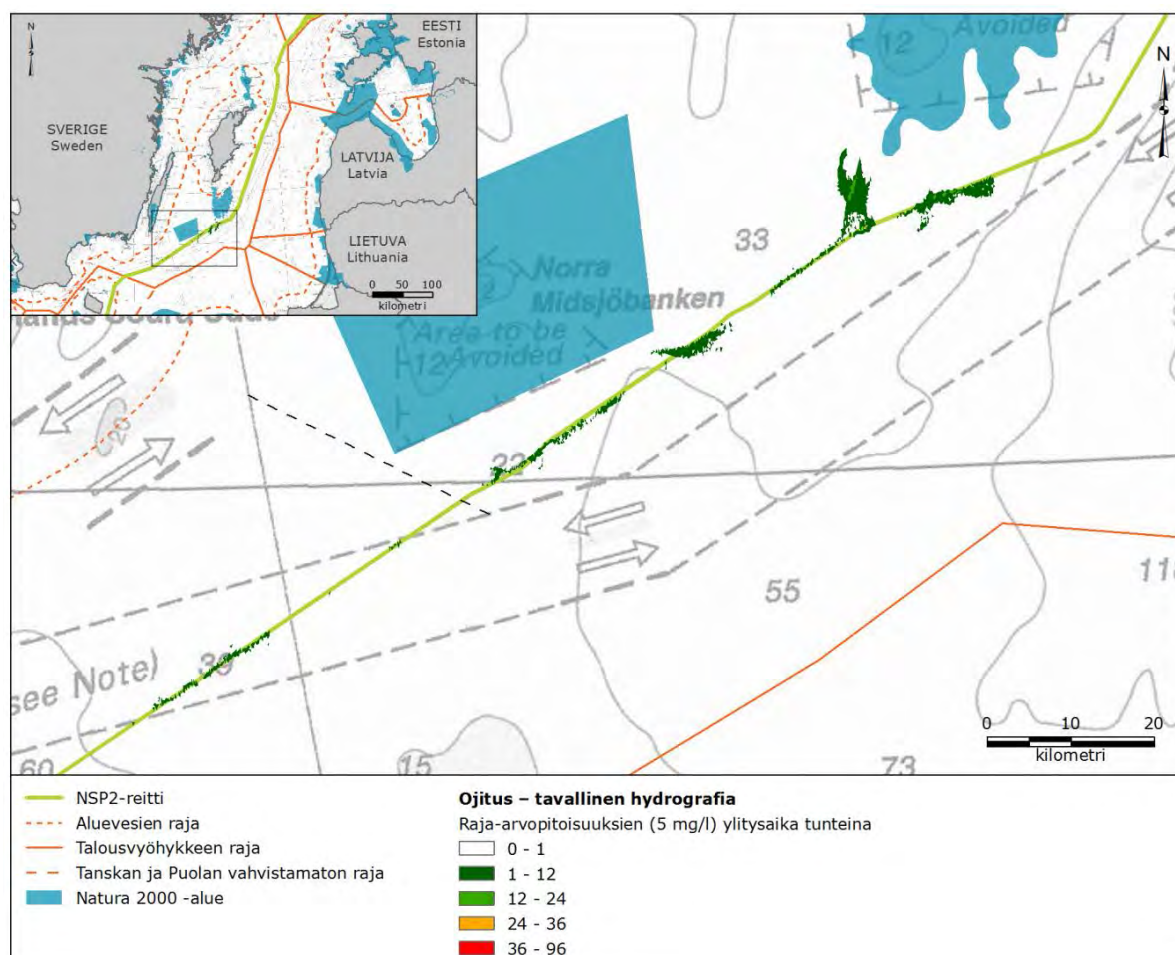 N
EESTI
Estonia
SVERIGE
Sweden
LATVIJA
Latvia
LIETUVA
Lithuania
0 50 100
kilometri
12
Avoided
N
33
Norra
Midsjöbanken
Area to be
12 Avoided
20
22
55
39
see Note)
60
15
73
0 10 20
kilometri
NSP2-reitti
Aluevesien raja
Talousvyöhykkeen raja
Tanskan ja Puolan vahvistamaton raja
Natura 2000 -alue
Ojitus – tavallinen hydrografia
Raja-arvopitoisuuksien (5 mg/l) ylitysaika tunteina
0 - 1
1 - 12
12 - 24
24 - 36
36 - 96